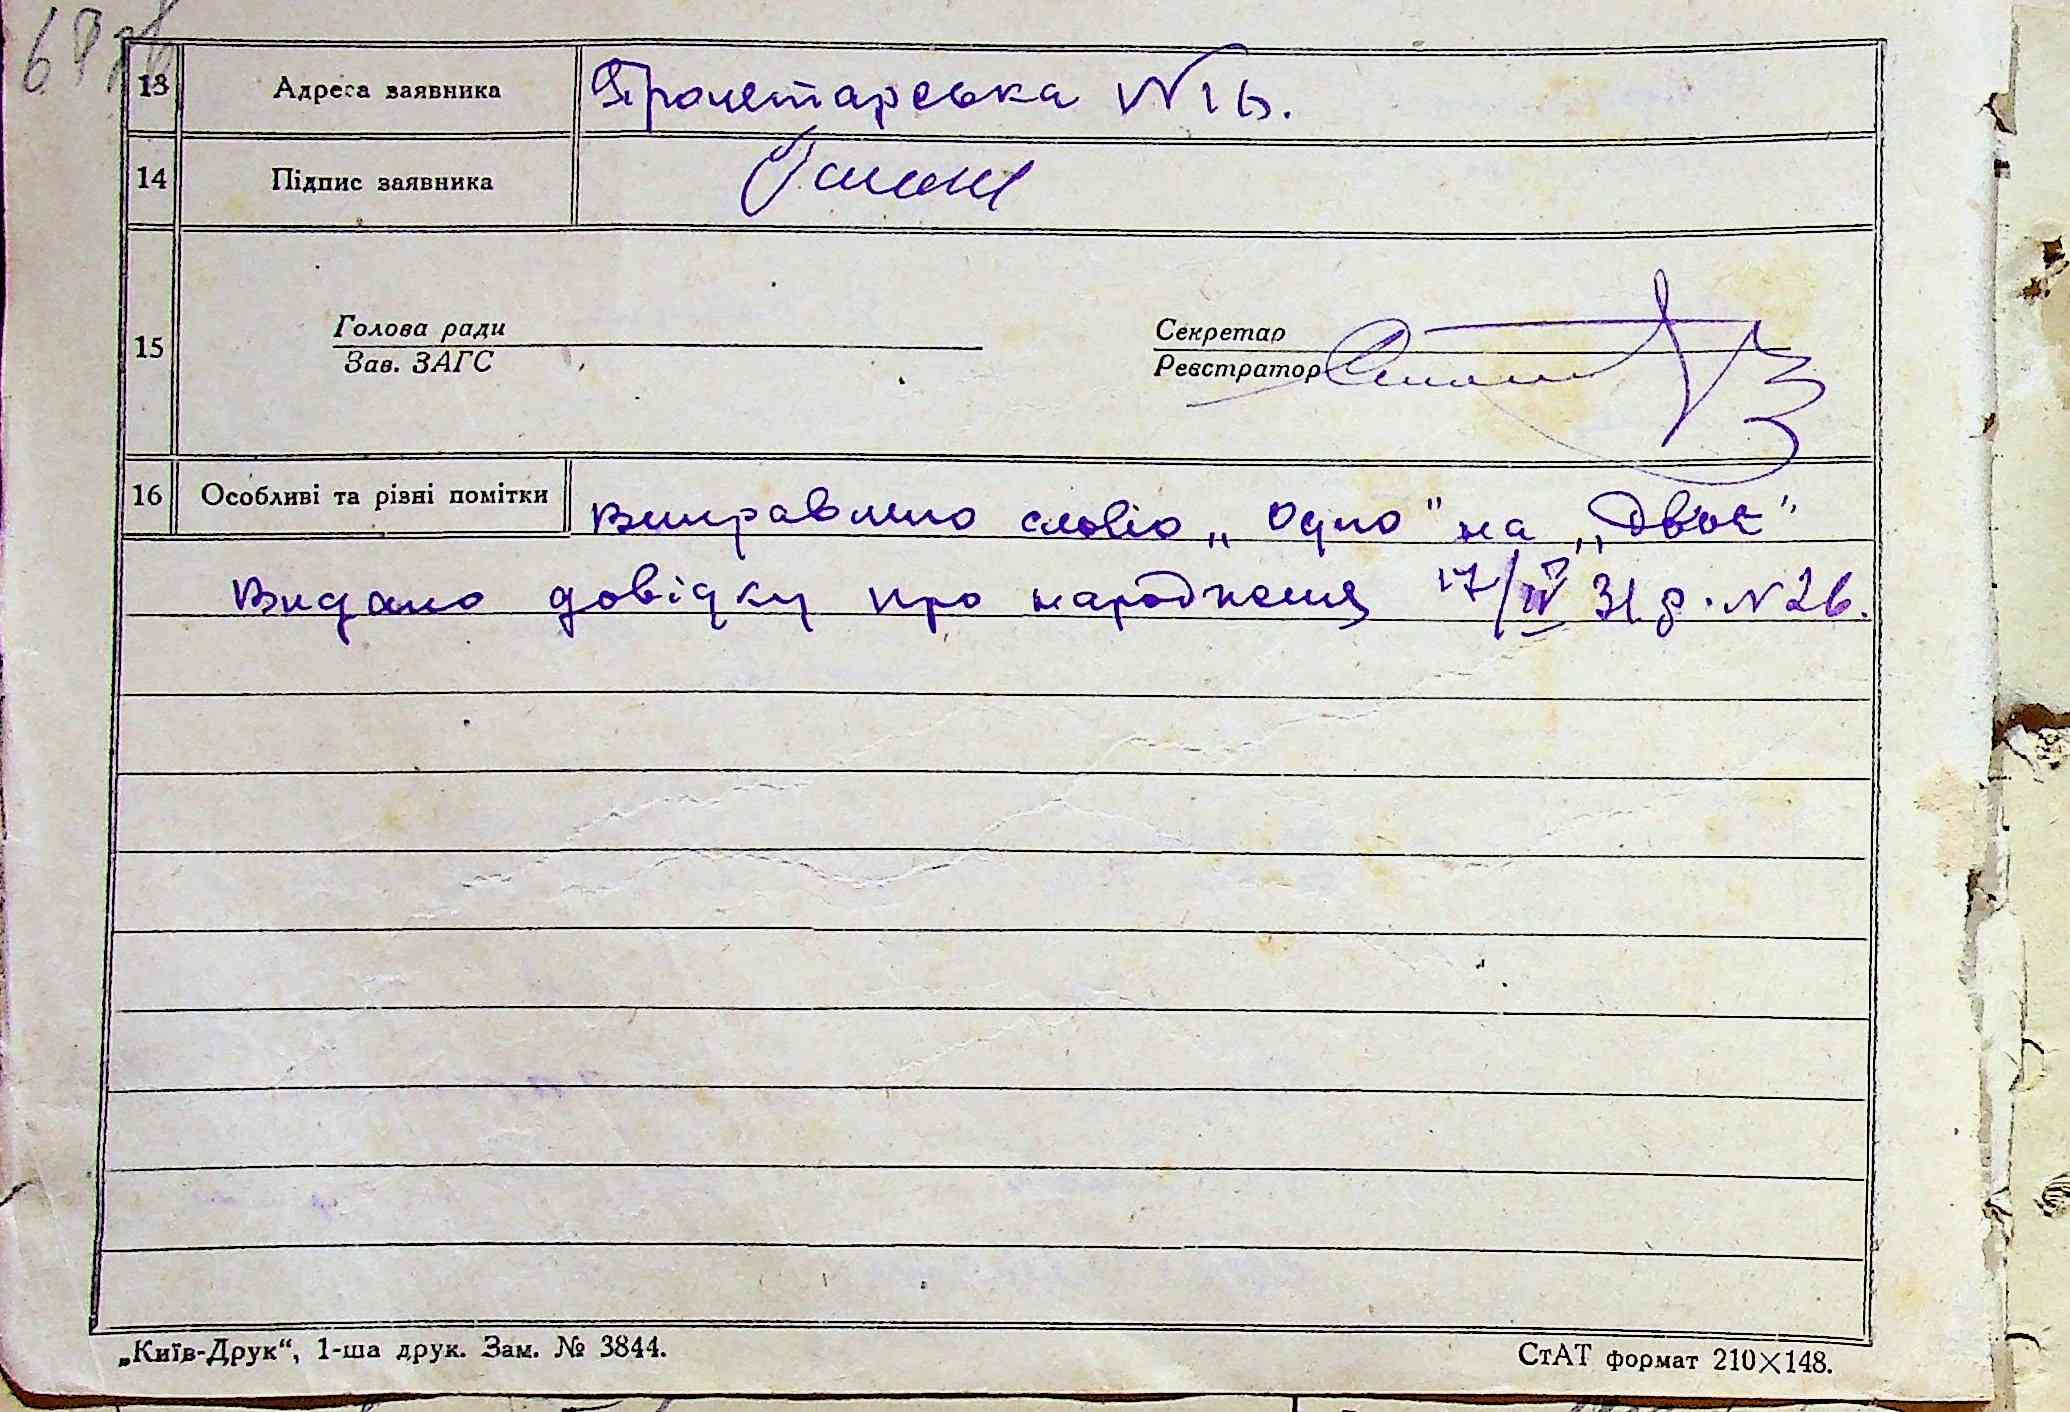 13 Адреса заявника Пролетарська №16.
14 Підпис заявника
15 Голова ради Секретар
Зав. ЗАГС Реєстратор
16 Особливі та різні помітки Виправлено слово „Одно" на „Двоє"
Видано довідку про народження 17/IV 31 р. №26.
„Київ-Друк“, 1-ша друк. Зам. № 3844. СтАТ формат 210×148.